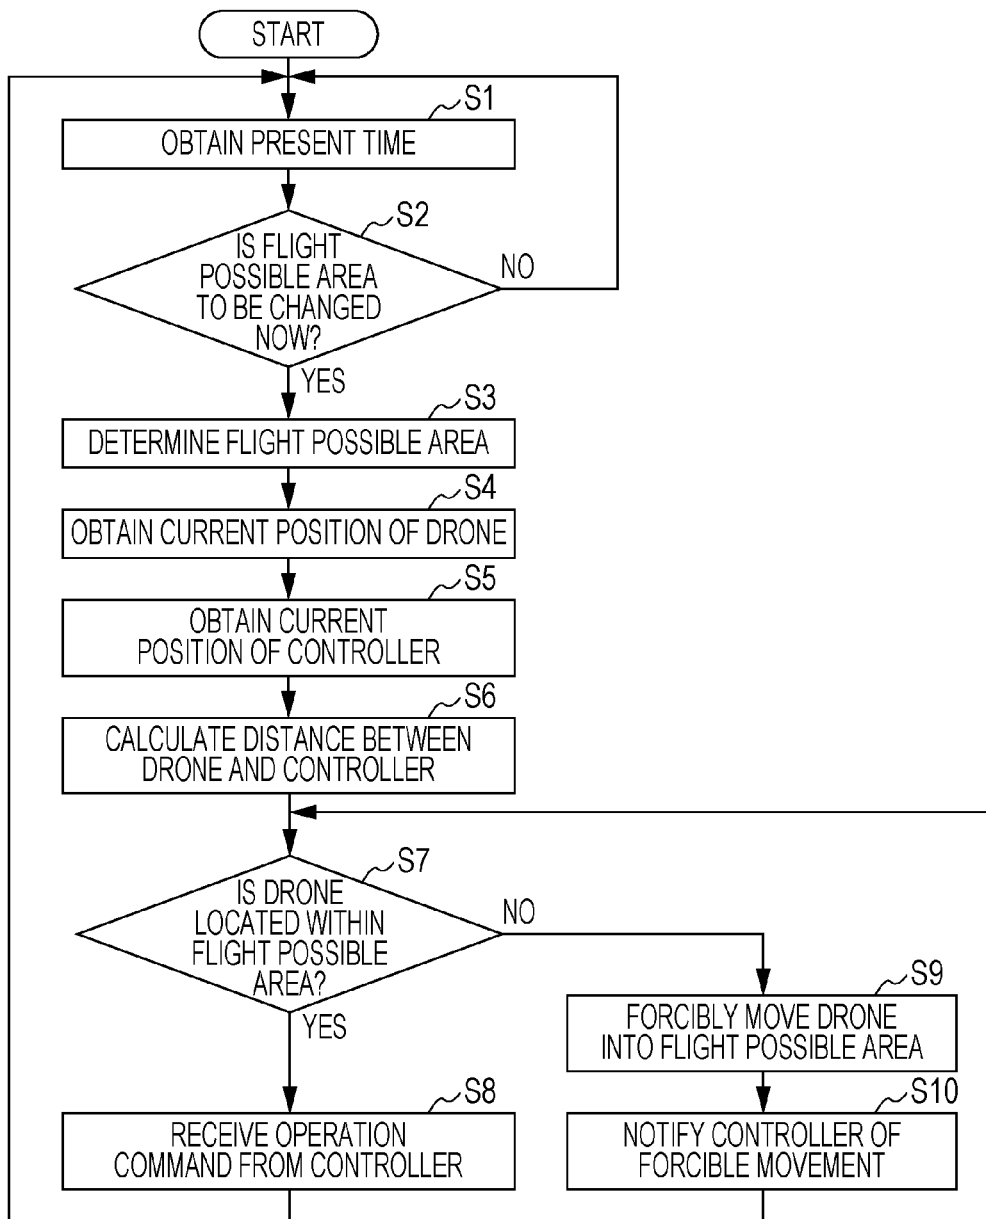 START
S1
OBTAIN PRESENT TIME
S2
IS FLIGHT
POSSIBLE AREA
TO BE CHANGED
NOW?
NO
YES
S3
DETERMINE FLIGHT POSSIBLE AREA
S4
OBTAIN CURRENT POSITION OF DRONE
S5
OBTAIN CURRENT
POSITION OF CONTROLLER
S6
CALCULATE DISTANCE BETWEEN
DRONE AND CONTROLLER
S7
IS DRONE
LOCATED WITHIN
FLIGHT POSSIBLE
AREA?
NO
YES
S9
FORCIBLY MOVE DRONE
INTO FLIGHT POSSIBLE AREA
S8
RECEIVE OPERATION
COMMAND FROM CONTROLLER
S10
NOTIFY CONTROLLER OF
FORCIBLE MOVEMENT